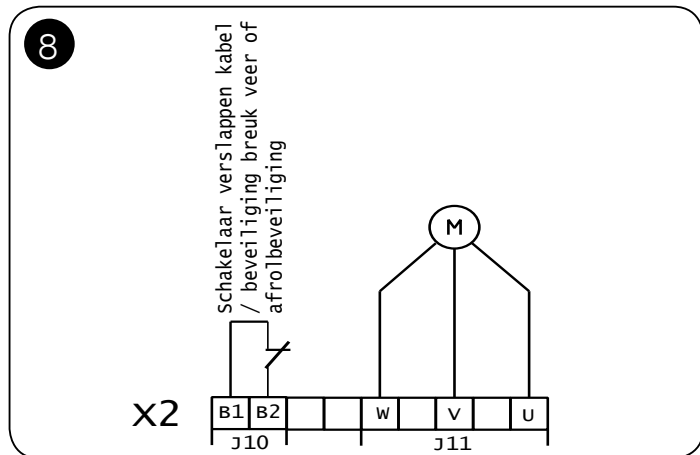 8
Schakelaar verslappen kabel
/ beveiliging breuk veer of
afrolbeveiliging
M
X2
B1 B2 W V U
J10 J11